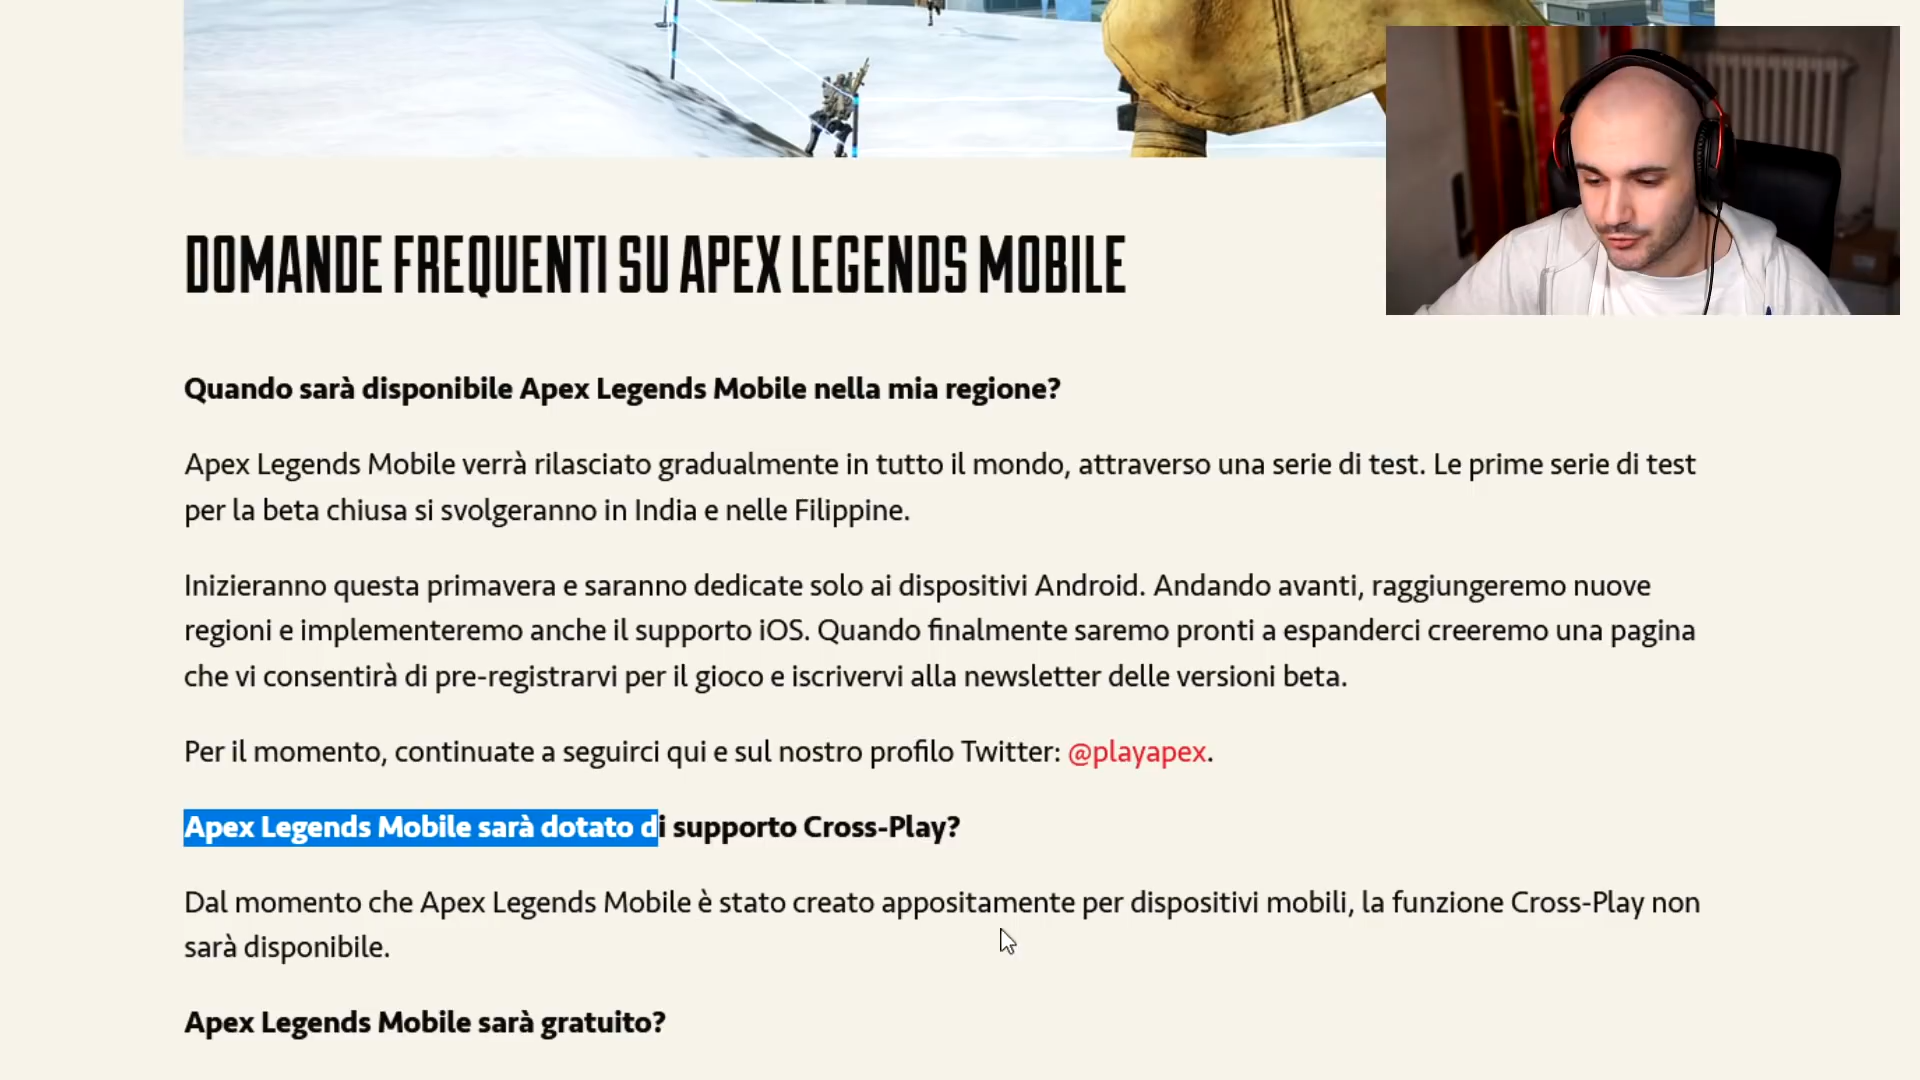 DOMANDE FREQUENTI SU APEX LEGENDS MOBILE
Quando sarà disponibile Apex Legends Mobile nella mia regione?
Apex Legends Mobile verrà rilasciato gradualmente in tutto il mondo, attraverso una serie di test. Le prime serie di test
per la beta chiusa si svolgeranno in India e nelle Filippine.
Inizieranno questa primavera e saranno dedicate solo ai dispositivi Android. Andando avanti, raggiungeremo nuove
regioni e implementeremo anche il supporto iOS. Quando finalmente saremo pronti a espanderci creeremo una pagina
che vi consentirà di pre-registrarvi per il gioco e iscrivervi alla newsletter delle versioni beta.
Per il momento, continuate a seguirci qui e sul nostro profilo Twitter: @playapex.
Apex Legends Mobile sarà dotato di supporto Cross-Play?
Dal momento che Apex Legends Mobile è stato creato appositamente per dispositivi mobili, la funzione Cross-Play non
sarà disponibile.
Apex Legends Mobile sarà gratuito?